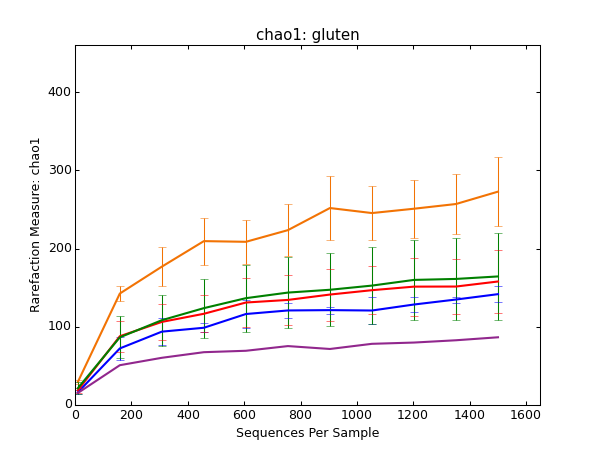 chao1: gluten
Rarefaction Measure: chao1
400
300
200
100
0
0 200 400 600 800 1000 1200 1400 1600
Sequences Per Sample